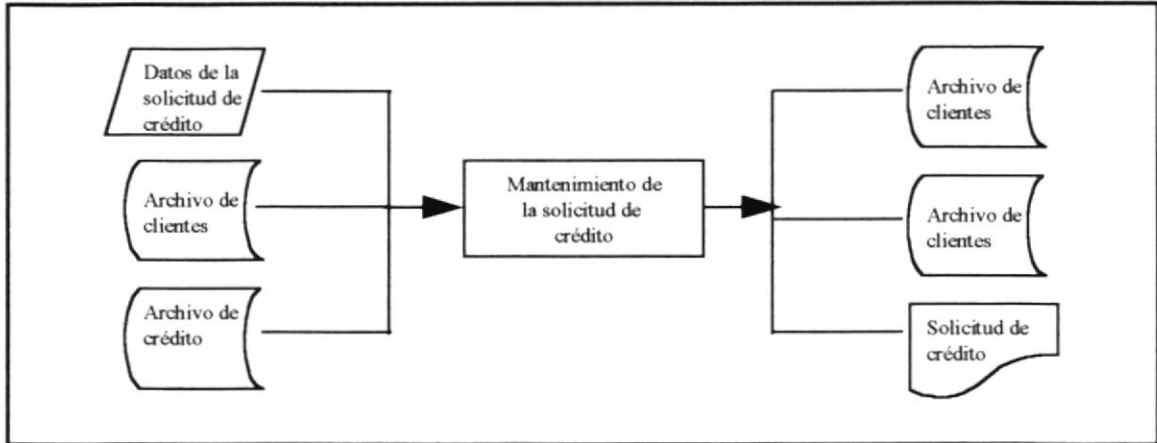 Datos de la
solicitud de
crédito
Archivo de
clientes
Archivo de
crédito
Mantenimiento de
la solicitud de
crédito
Archivo de
clientes
Archivo de
clientes
Solicitud de
crédito